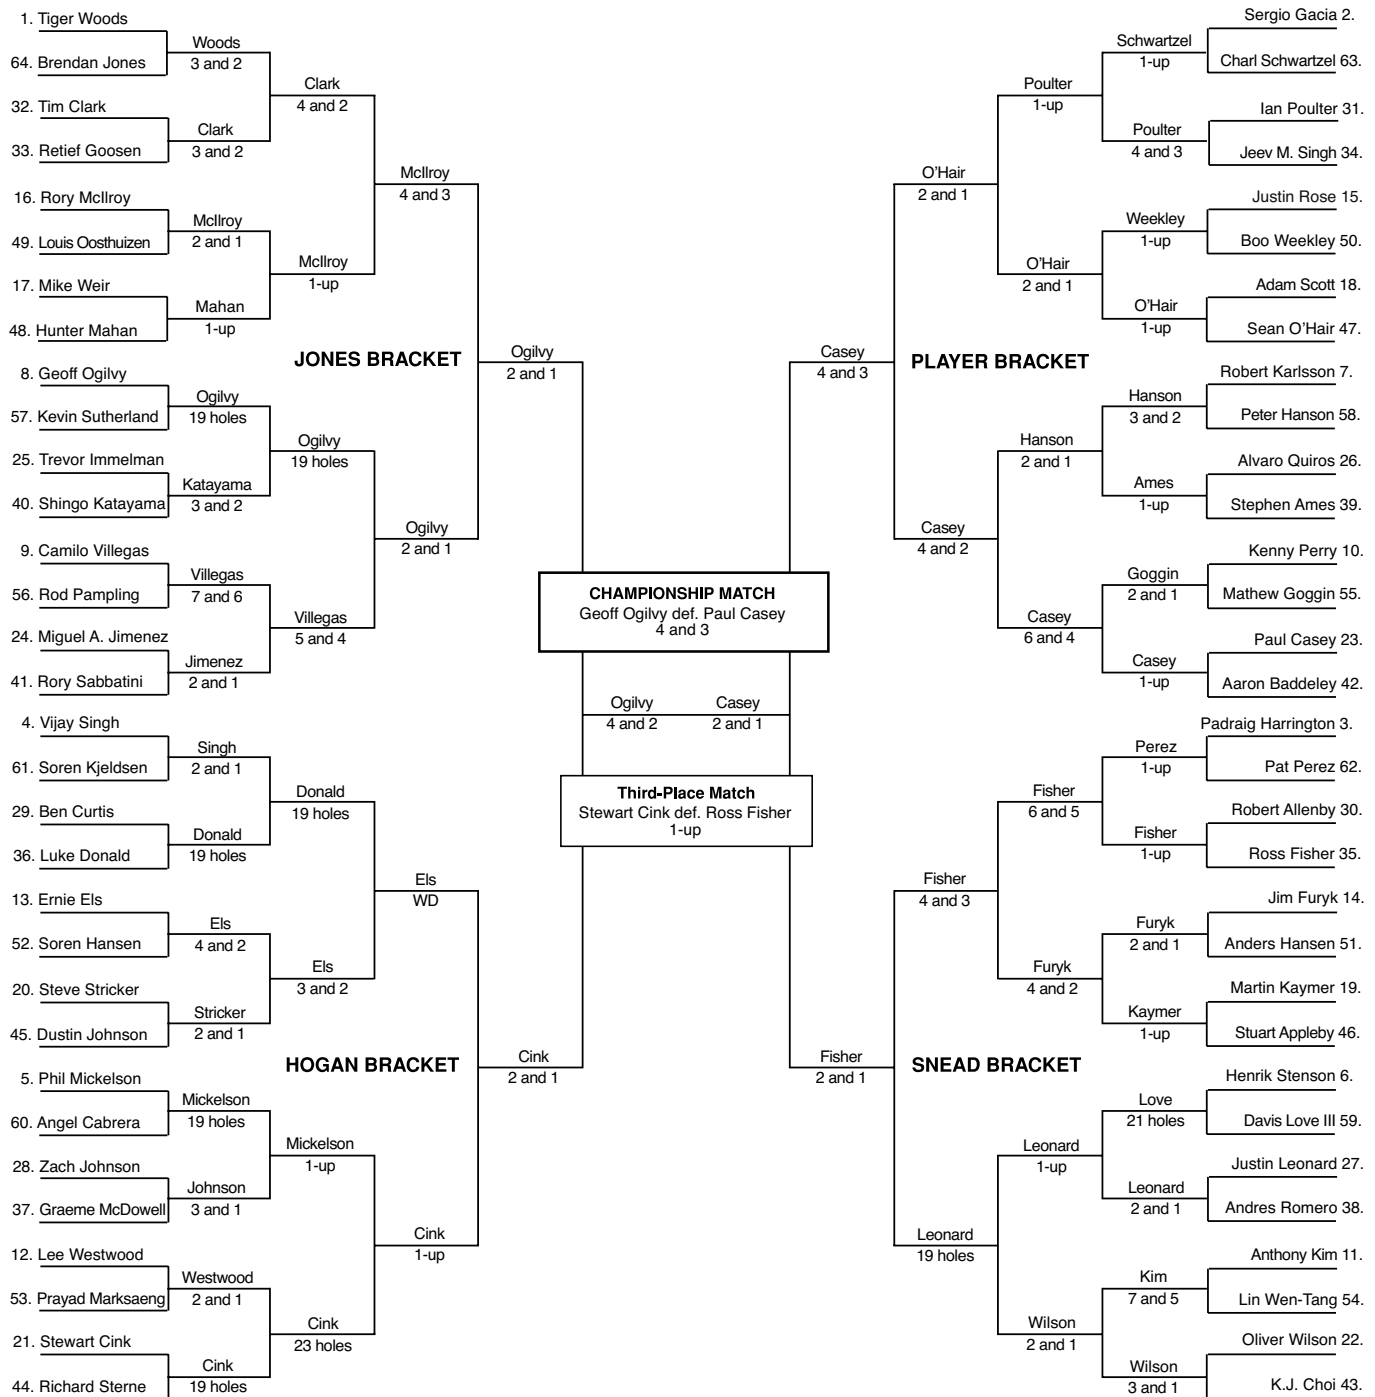 1. Tiger Woods
Woods
3 and 2
64. Brendan Jones
Clark
4 and 2
32. Tim Clark
Clark
3 and 2
33. Retief Goosen
McIlroy
4 and 3
16. Rory McIlroy
McIlroy
2 and 1
49. Louis Oosthuizen
McIlroy
1-up
17. Mike Weir
Mahan
1-up
48. Hunter Mahan
JONES BRACKET
Ogilvy
2 and 1
8. Geoff Ogilvy
Ogilvy
19 holes
57. Kevin Sutherland
Ogilvy
19 holes
25. Trevor Immelman
Katayama
3 and 2
40. Shingo Katayama
Ogilvy
2 and 1
9. Camilo Villegas
Villegas
7 and 6
56. Rod Pampling
Villegas
5 and 4
24. Miguel A. Jimenez
Jimenez
2 and 1
41. Rory Sabbatini
4. Vijay Singh
Singh
2 and 1
61. Soren Kjeldsen
Donald
19 holes
29. Ben Curtis
Donald
19 holes
36. Luke Donald
Els
WD
13. Ernie Els
Els
4 and 2
52. Soren Hansen
Els
3 and 2
20. Steve Stricker
Stricker
2 and 1
45. Dustin Johnson
HOGAN BRACKET
Cink
2 and 1
5. Phil Mickelson
Mickelson
19 holes
60. Angel Cabrera
Mickelson
1-up
28. Zach Johnson
Johnson
3 and 1
37. Graeme McDowell
Cink
1-up
12. Lee Westwood
Westwood
2 and 1
53. Prayad Marksaeng
Cink
23 holes
21. Stewart Cink
Cink
19 holes
44. Richard Sterne
CHAMPIONSHIP MATCH
Geoff Ogilvy def. Paul Casey
4 and 3
Ogilvy
4 and 2
Casey
2 and 1
Third-Place Match
Stewart Cink def. Ross Fisher
1-up
Sergio Gacia 2.
Schwartzel
1-up
Charl Schwartzel 63.
Poulter
1-up
Ian Poulter 31.
Poulter
4 and 3
Jeev M. Singh 34.
O'Hair
2 and 1
Justin Rose 15.
Weekley
1-up
Boo Weekley 50.
O'Hair
2 and 1
Adam Scott 18.
O'Hair
1-up
Sean O'Hair 47.
Casey
4 and 3
PLAYER BRACKET
Robert Karlsson 7.
Hanson
3 and 2
Peter Hanson 58.
Hanson
2 and 1
Alvaro Quiros 26.
Ames
1-up
Stephen Ames 39.
Casey
4 and 2
Kenny Perry 10.
Goggin
2 and 1
Mathew Goggin 55.
Casey
6 and 4
Paul Casey 23.
Casey
1-up
Aaron Baddeley 42.
Padraig Harrington 3.
Perez
1-up
Pat Perez 62.
Fisher
6 and 5
Robert Allenby 30.
Fisher
1-up
Ross Fisher 35.
Fisher
4 and 3
Jim Furyk 14.
Furyk
2 and 1
Anders Hansen 51.
Furyk
4 and 2
Martin Kaymer 19.
Kaymer
1-up
Stuart Appleby 46.
Fisher
2 and 1
SNEAD BRACKET
Henrik Stenson 6.
Love
21 holes
Davis Love III 59.
Leonard
1-up
Justin Leonard 27.
Leonard
2 and 1
Andres Romero 38.
Leonard
19 holes
Anthony Kim 11.
Kim
7 and 5
Lin Wen-Tang 54.
Wilson
2 and 1
Oliver Wilson 22.
Wilson
3 and 1
K.J. Choi 43.